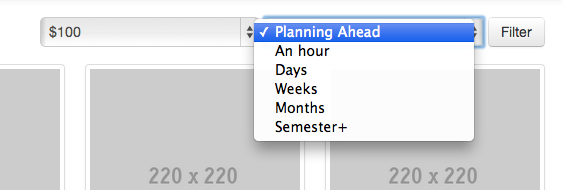 $100
✓ Planning Ahead
An hour
Days
Weeks
Months
Semester+
Filter
220 x 220
220 x 220